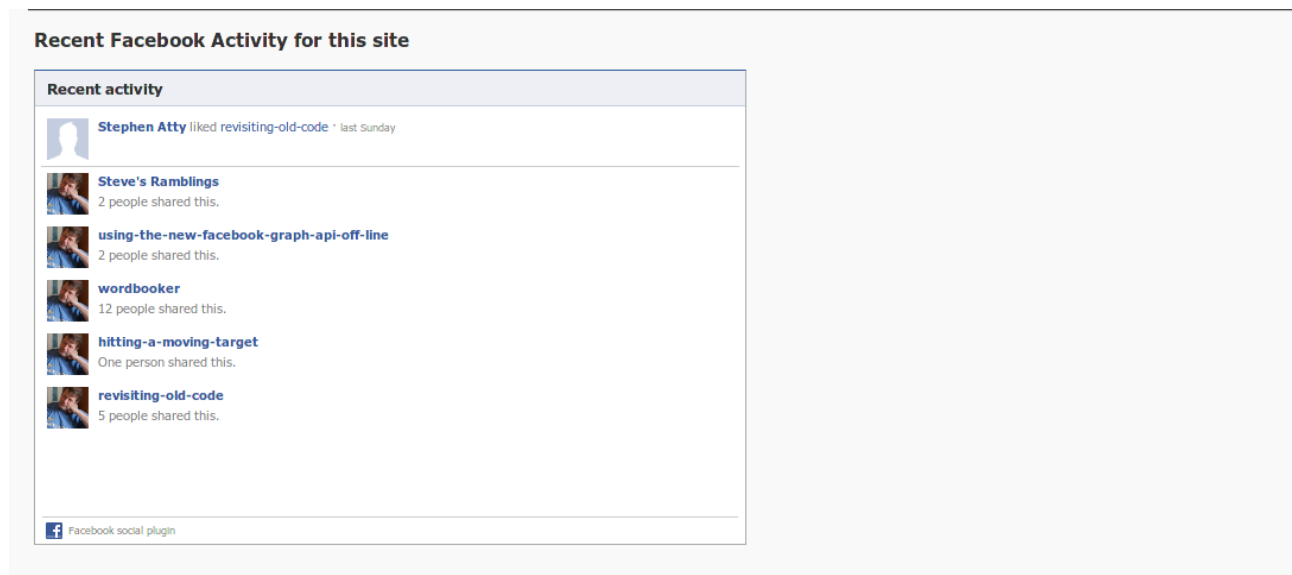 Recent Facebook Activity for this site
Recent activity
Stephen Atty liked revisiting-old-code · last Sunday
Steve's Ramblings
2 people shared this.
using-the-new-facebook-graph-api-off-line
2 people shared this.
wordbooker
12 people shared this.
hitting-a-moving-target
One person shared this.
revisiting-old-code
5 people shared this.
Facebook social plugin